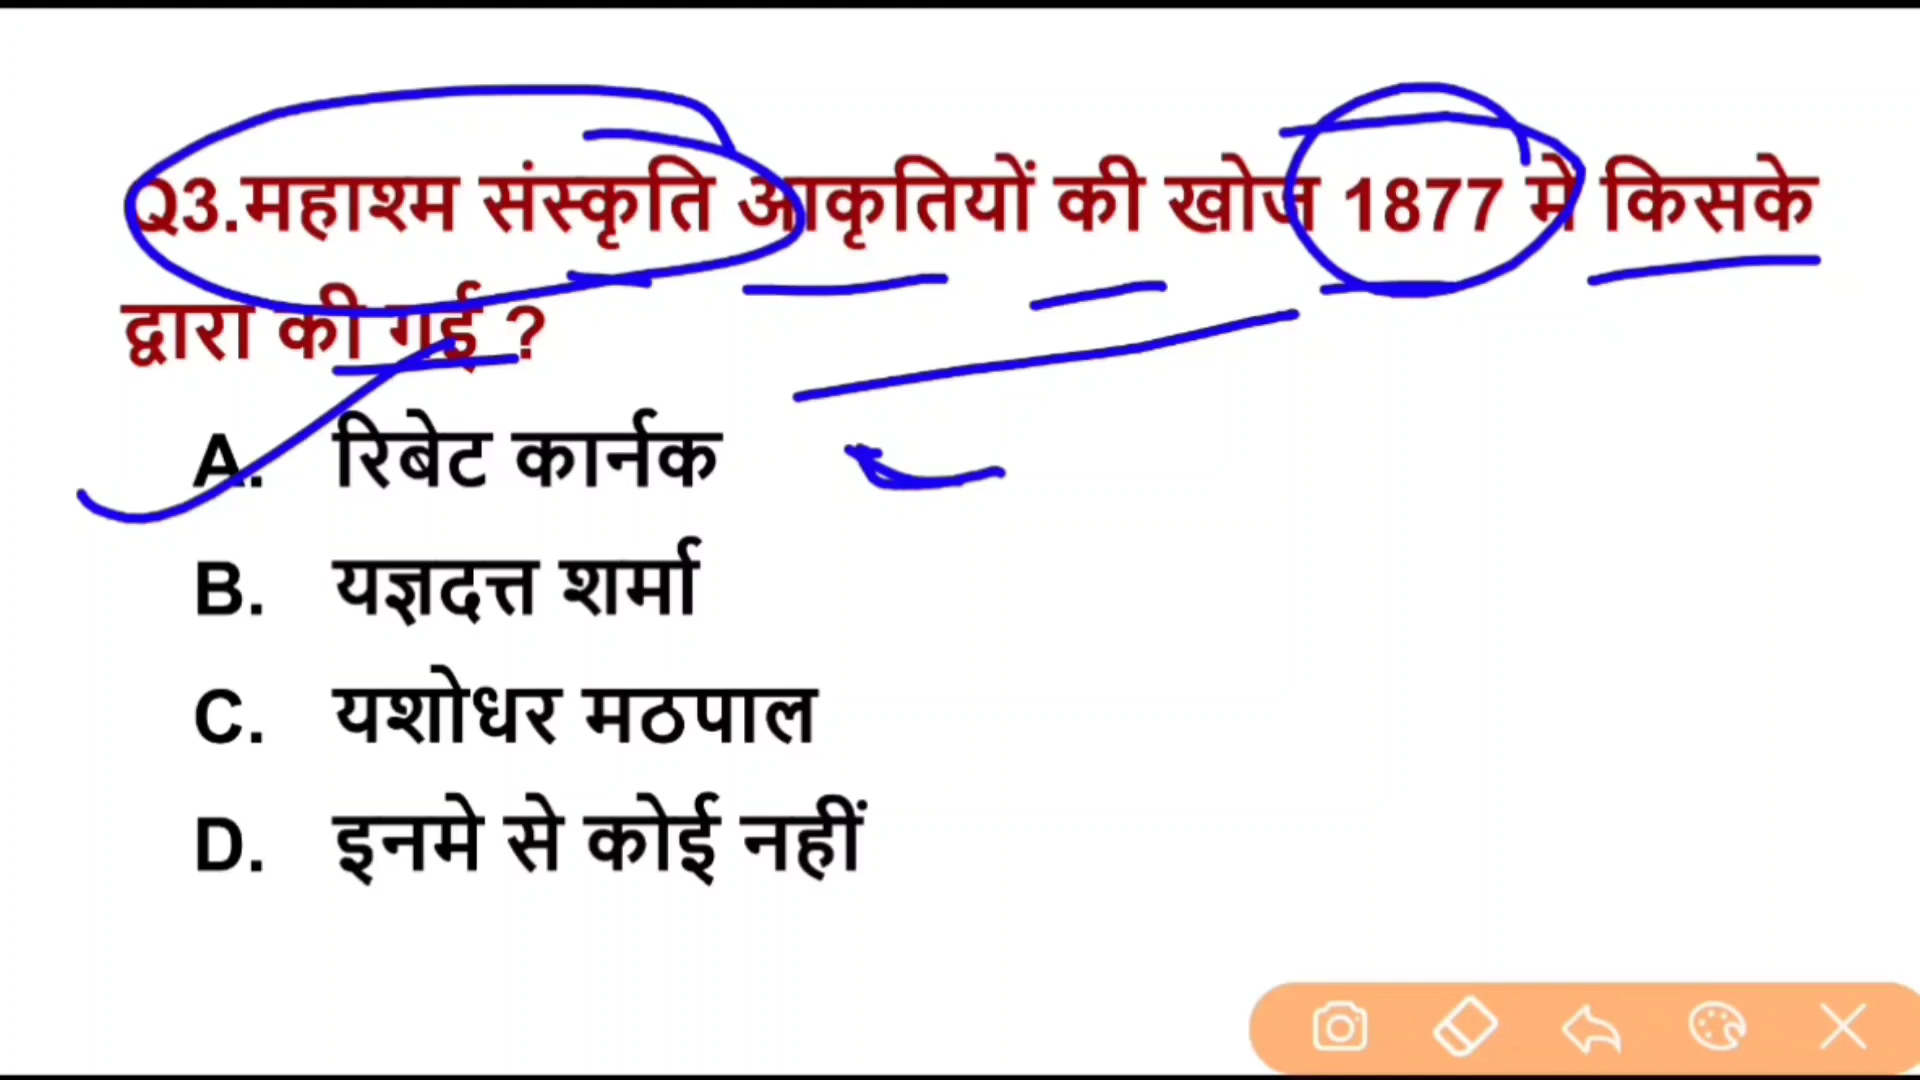 Q3.महाश्म संस्कृति आकृतियों की खोज 1877 मे किसके
द्वारा की गई ?
A. रिबेट कार्नक
B. यज्ञदत्त शर्मा
C. यशोधर मठपाल
D. इनमे से कोई नहीं